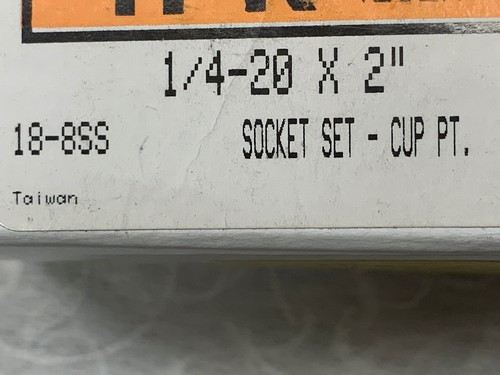 1/4-20 X 2"
18-8SS SOCKET SET - CUP PT.
Taiwan